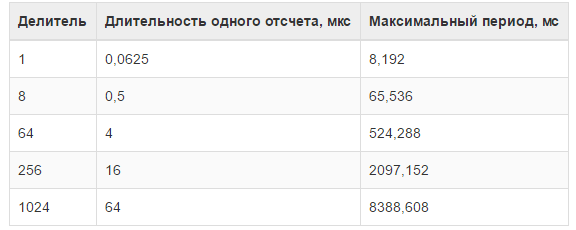 Делитель Длительность одного отсчета, мкс Максимальный период, мс
1 0,0625 8,192
8 0,5 65,536
64 4 524,288
256 16 2097,152
1024 64 8388,608